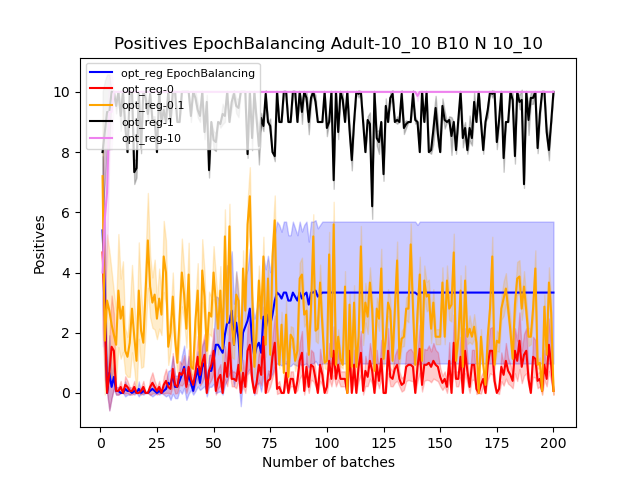 Positives EpochBalancing Adult-10_10 B10 N 10_10
opt_reg EpochBalancing
opt_reg-0
opt_reg-0.1
opt_reg-1
opt_reg-10
10
8
6
4
2
0
Positives
0 25 50 75 100 125 150 175 200
Number of batches